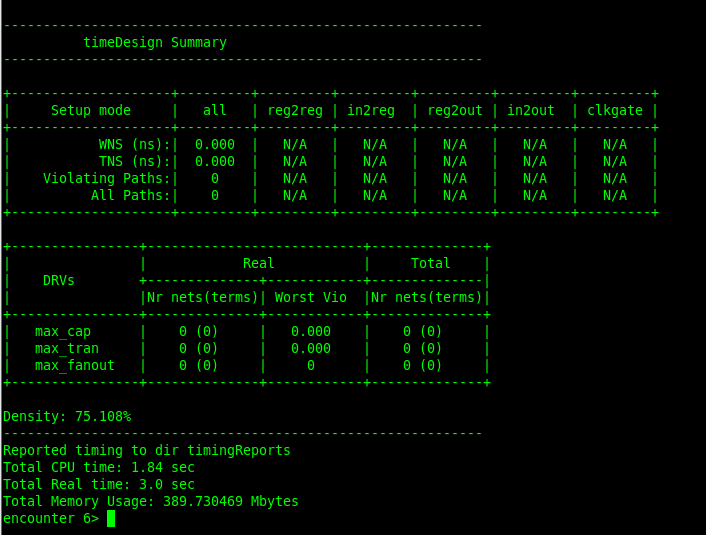 ------------------------------------------------------------
          timeDesign Summary
------------------------------------------------------------

+--------------------+---------+---------+---------+---------+---------+---------+
|     Setup mode     |   all   | reg2reg | in2reg  | reg2out | in2out  | clkgate |
+--------------------+---------+---------+---------+---------+---------+---------+
|           WNS (ns):|  0.000  |   N/A   |   N/A   |   N/A   |   N/A   |   N/A   |
|           TNS (ns):|  0.000  |   N/A   |   N/A   |   N/A   |   N/A   |   N/A   |
|    Violating Paths:|    0    |   N/A   |   N/A   |   N/A   |   N/A   |   N/A   |
|          All Paths:|    0    |   N/A   |   N/A   |   N/A   |   N/A   |   N/A   |
+--------------------+---------+---------+---------+---------+---------+---------+

+----------------+---------------------------+--------------+
|                |            Real           |     Total    |
|    DRVs        +--------------+------------+--------------|
|                |Nr nets(terms)| Worst Vio  |Nr nets(terms)|
+----------------+--------------+------------+--------------+
|   max_cap      |    0 (0)     |   0.000    |    0 (0)     |
|   max_tran     |    0 (0)     |   0.000    |    0 (0)     |
|   max_fanout   |    0 (0)     |     0      |    0 (0)     |
+----------------+--------------+------------+--------------+

Density: 75.108%
------------------------------------------------------------
Reported timing to dir timingReports
Total CPU time: 1.84 sec
Total Real time: 3.0 sec
Total Memory Usage: 389.730469 Mbytes
encounter 6>